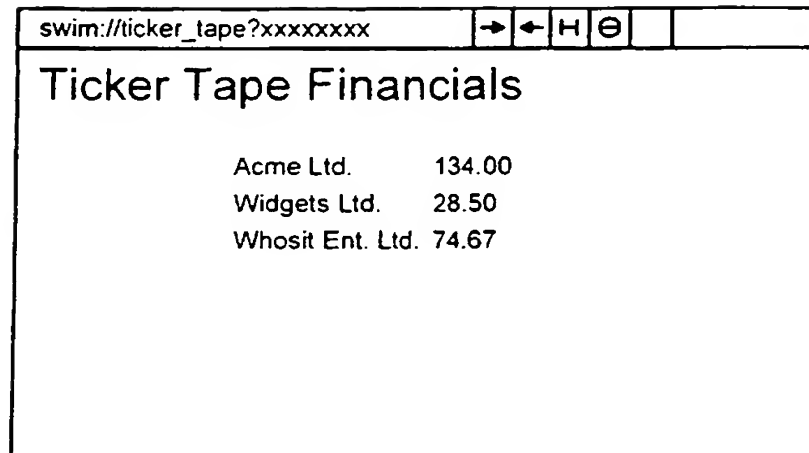 swim://ticker_tape?xxxxxxxx → ← H Θ
Ticker Tape Financials
Acme Ltd. 134.00
Widgets Ltd. 28.50
Whosit Ent. Ltd. 74.67